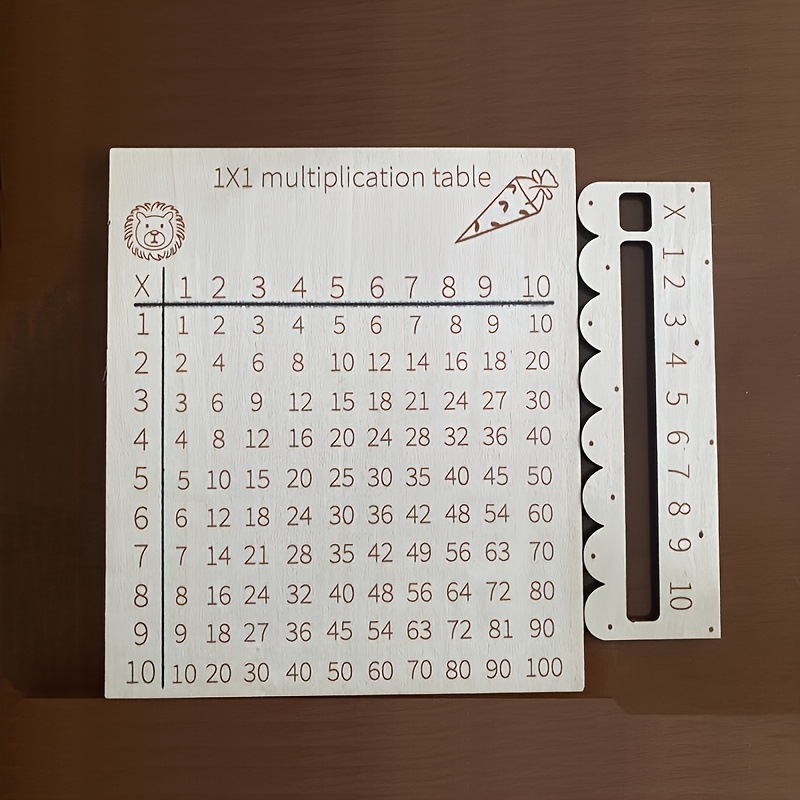 1X1 multiplication table
X 1 2 3 4 5 6 7 8 9 10
1 1 2 3 4 5 6 7 8 9 10
2 2 4 6 8 10 12 14 16 18 20
3 3 6 9 12 15 18 21 24 27 30
4 4 8 12 16 20 24 28 32 36 40
5 5 10 15 20 25 30 35 40 45 50
6 6 12 18 24 30 36 42 48 54 60
7 7 14 21 28 35 42 49 56 63 70
8 8 16 24 32 40 48 56 64 72 80
9 9 18 27 36 45 54 63 72 81 90
10 10 20 30 40 50 60 70 80 90 100
X 1 2 3 4 5 6 7 8 9 10